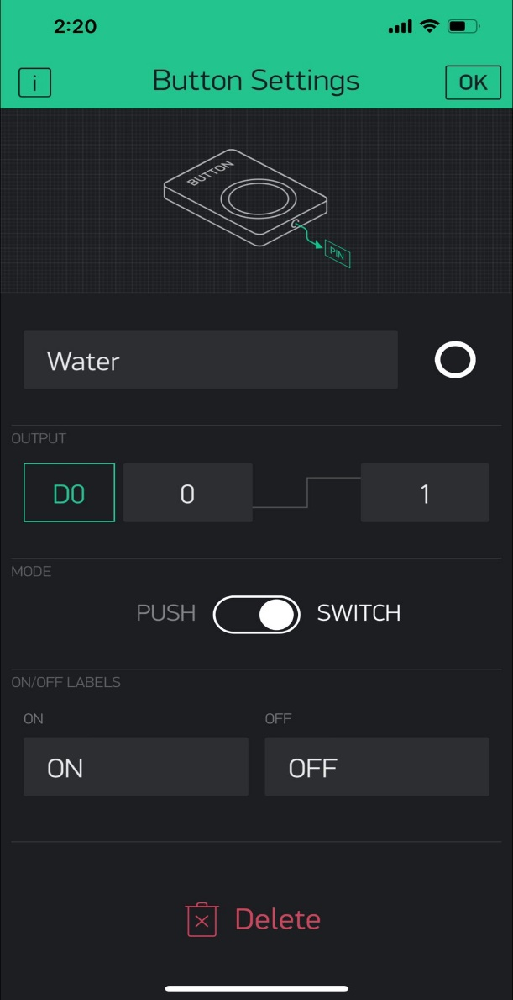 2:20
i Button Settings OK
BUTTON
PIN
Water
OUTPUT
D0 0 1
MODE
PUSH SWITCH
ON/OFF LABELS
ON OFF
ON OFF
Delete